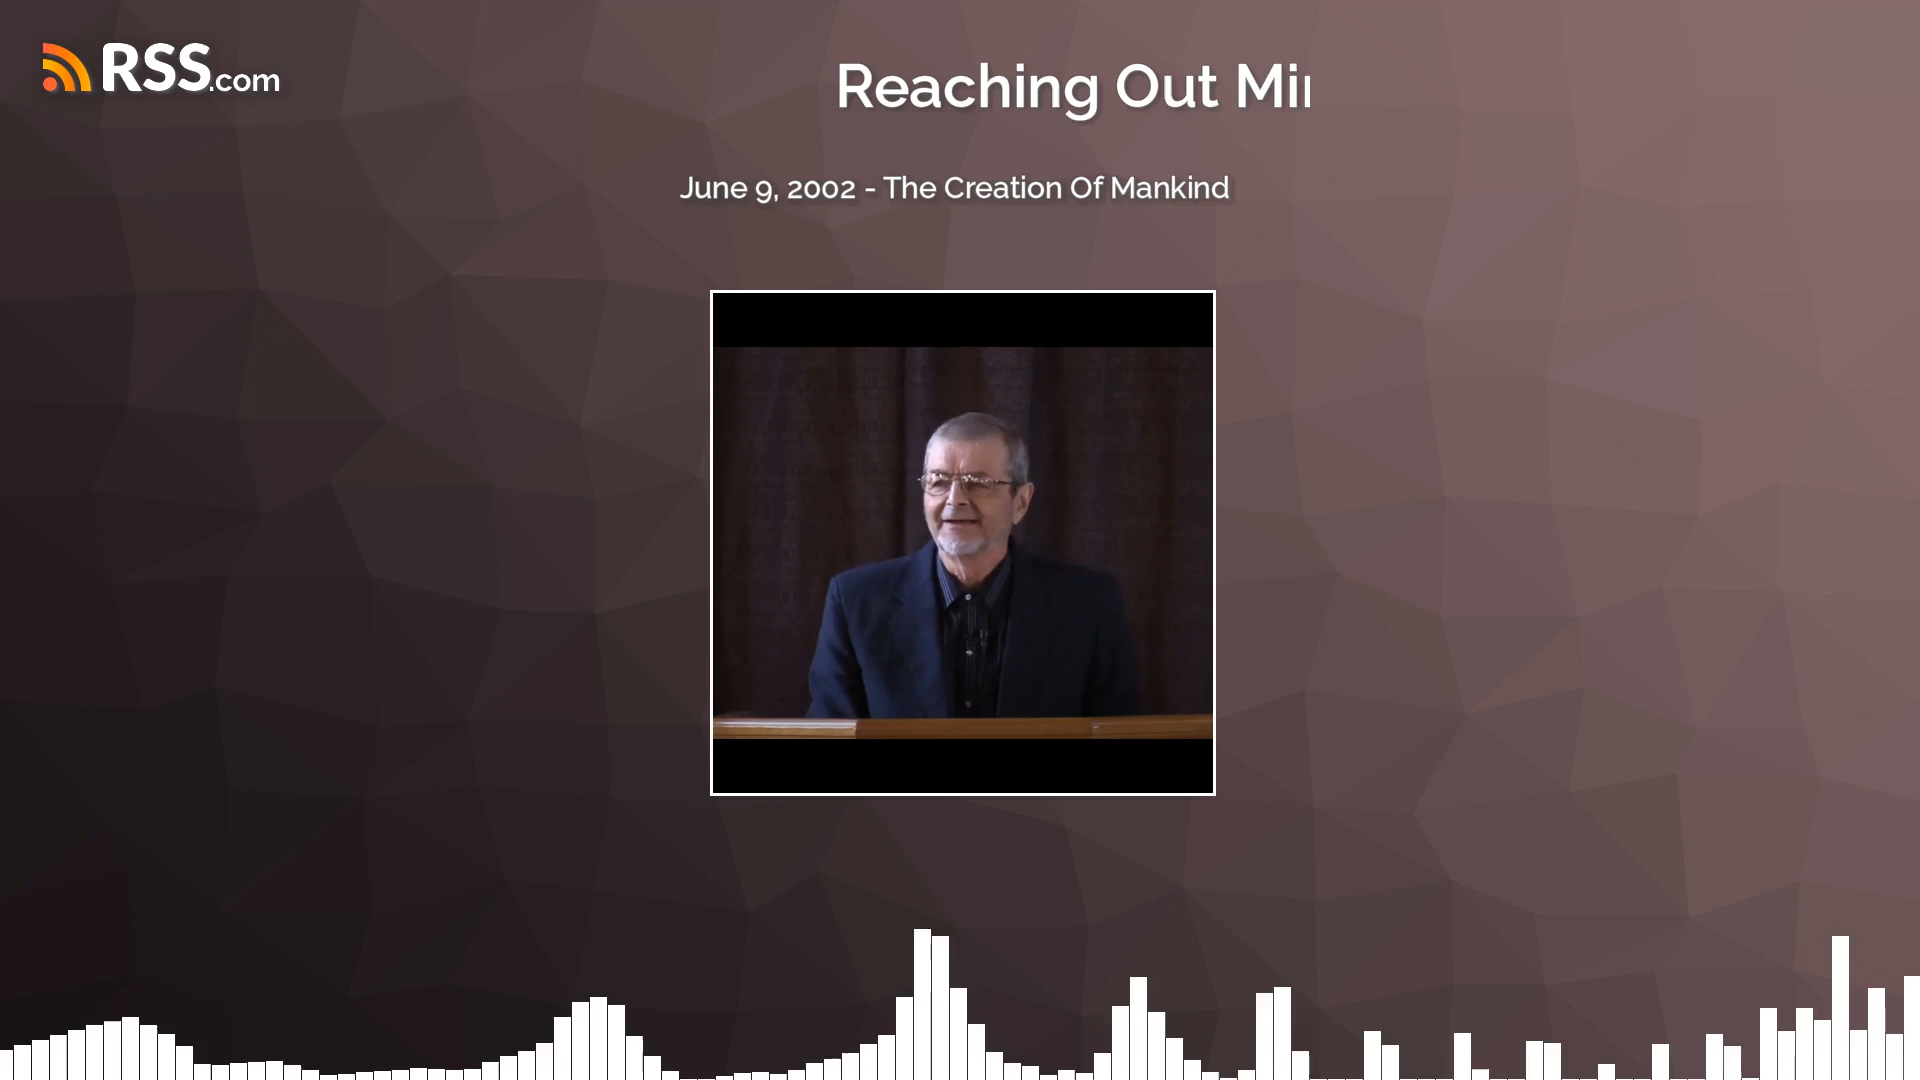 RSS.com
Reaching Out
June 9, 2002 - The Creation Of Mankind